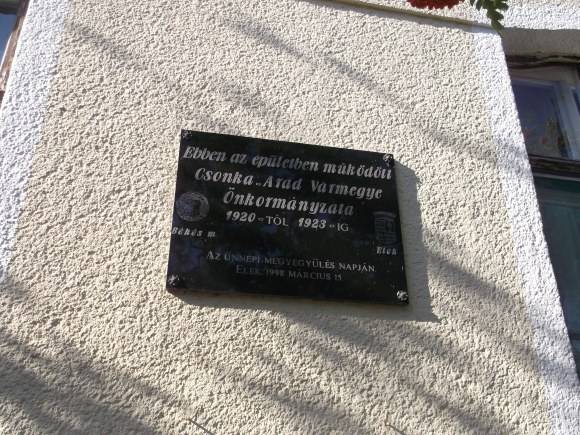 Ebben az épületben működött
Csonka-"Arad Vármegye
Önkormányzata"
1920-TÓL 1923-IG
Békés m.
Elek
AZ ÜNNEPI-MEGYEGYŰLÉS NAPJÁN
ELEK, 1998 MÁRCIUS 15